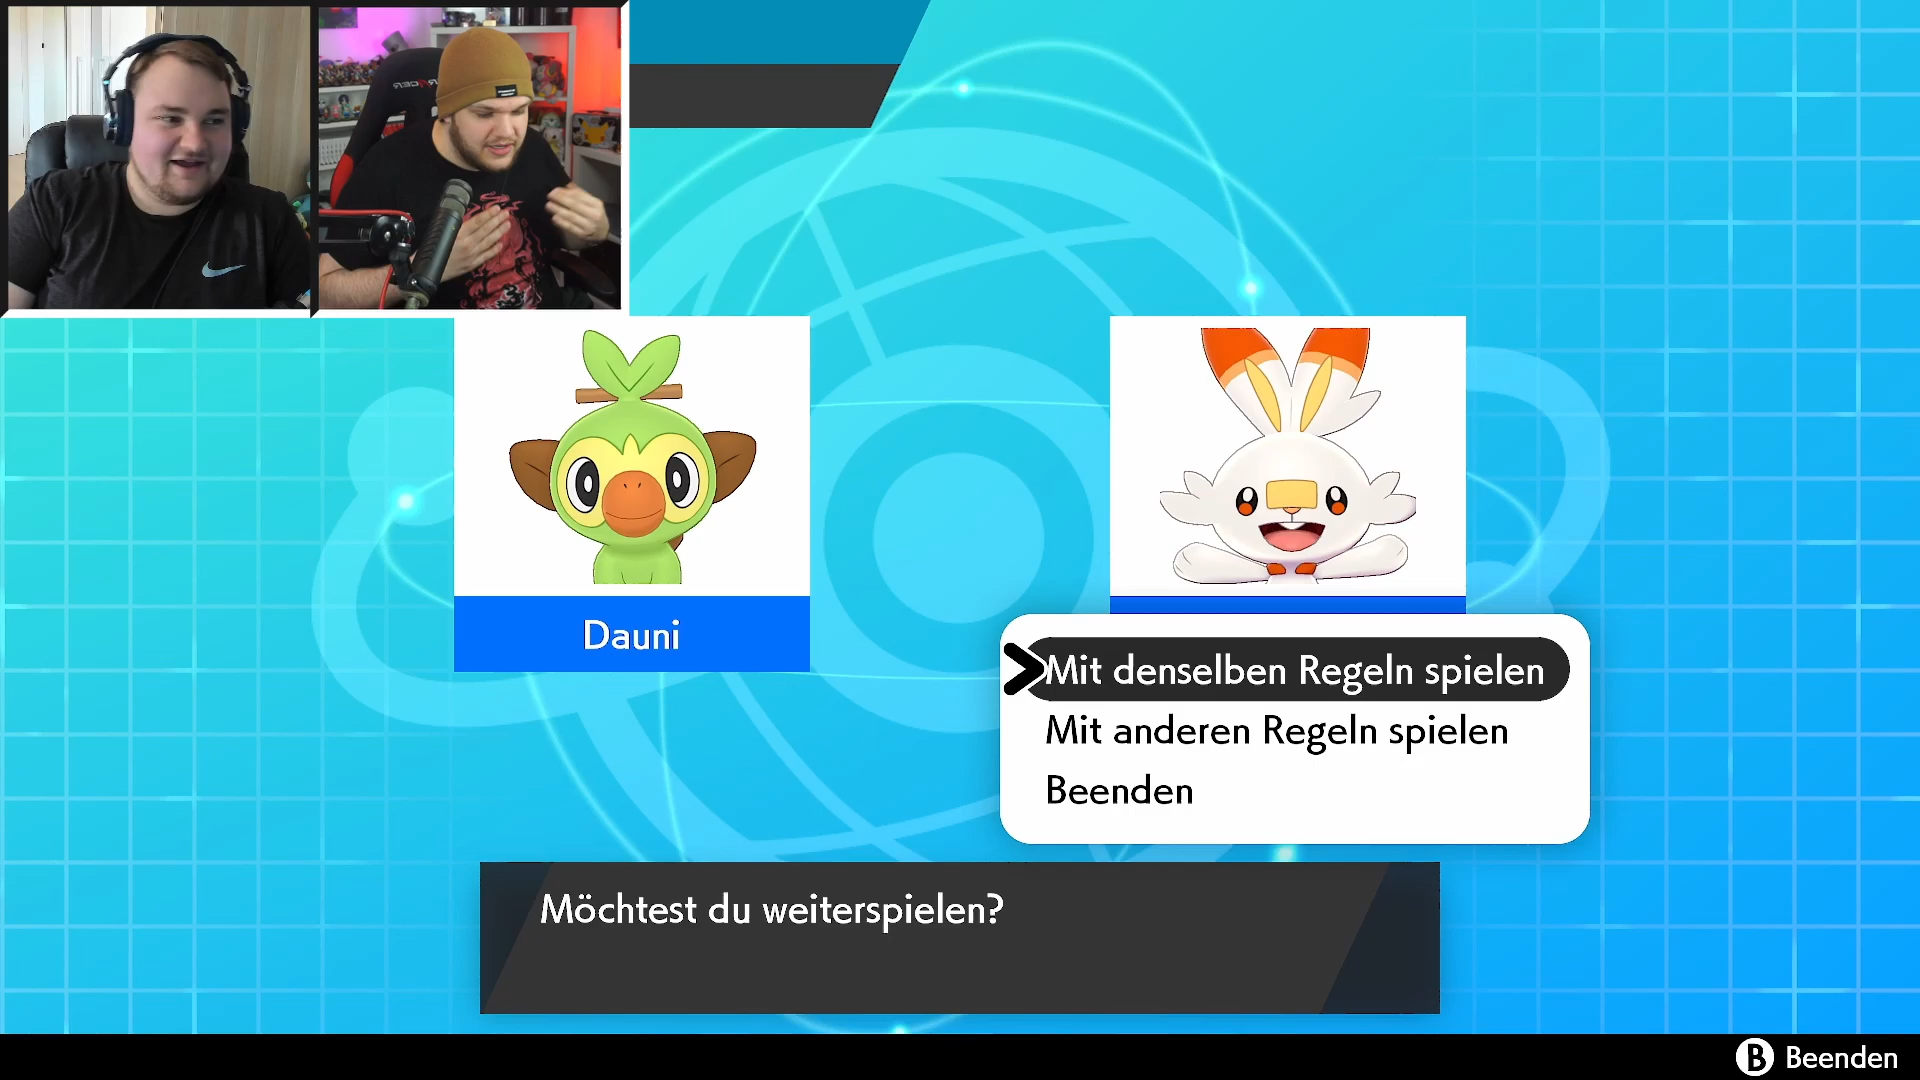 Dauni
Mit denselben Regeln spielen
Mit anderen Regeln spielen
Beenden
Möchtest du weiterspielen?
B Beenden